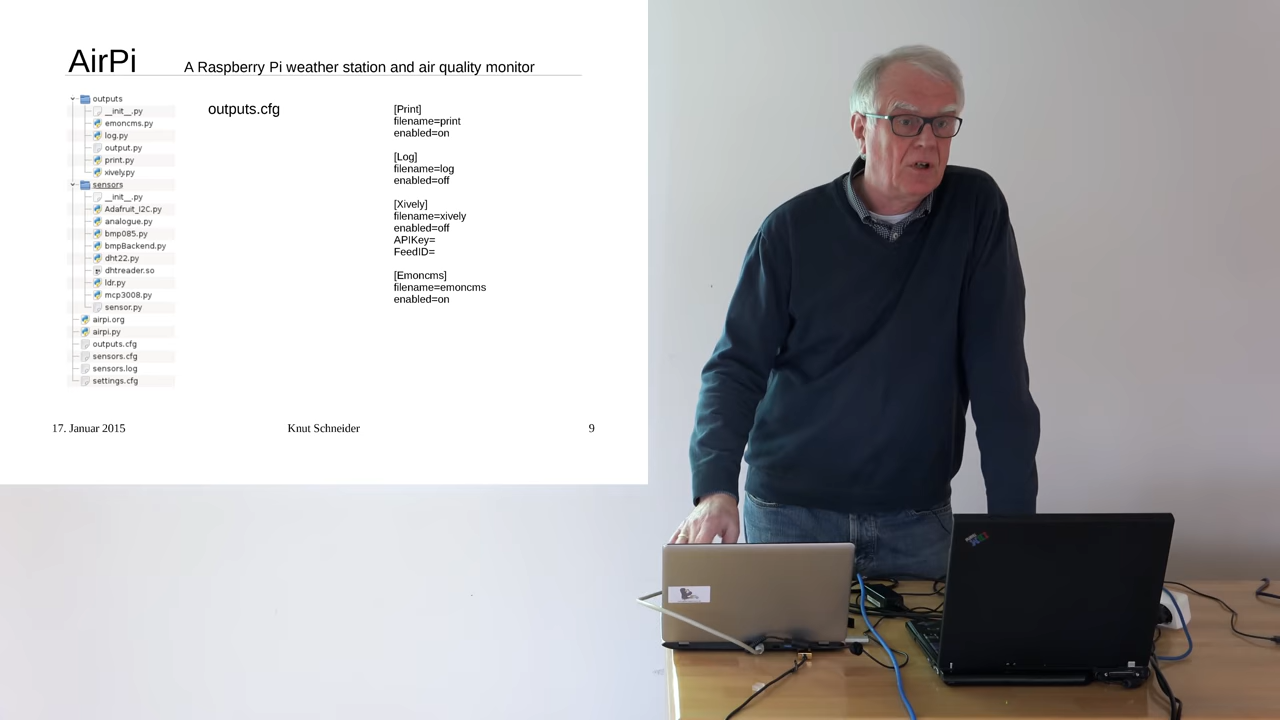 AirPi
A Raspberry Pi weather station and air quality monitor
outputs
__init__.py
emoncms.py
log.py
output.py
print.py
xively.py
sensors
__init__.py
Adafruit_I2C.py
analogue.py
bmp085.py
bmpBackend.py
dht22.py
dhtreader.so
ldr.py
mcp3008.py
sensor.py
airpi.org
airpi.py
outputs.cfg
sensors.cfg
sensors.log
settings.cfg
outputs.cfg
[Print]
filename=print
enabled=on
[Log]
filename=log
enabled=off
[Xively]
filename=xively
enabled=off
APIKey=
FeedID=
[Emoncms]
filename=emoncms
enabled=on
17. Januar 2015
Knut Schneider
9